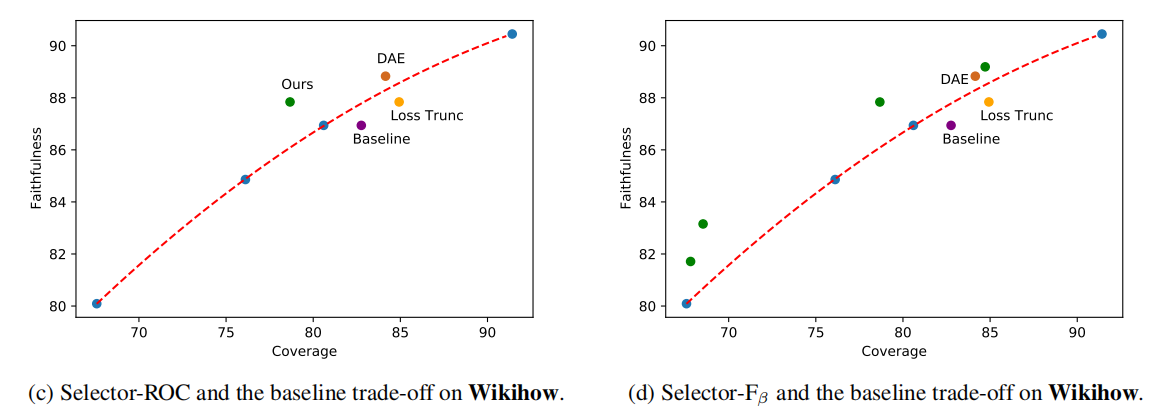 90
88
86
84
82
80
Faithfulness
DAE
Ours
Loss Trunc
Baseline
70 75 80 85 90
Coverage
(c) Selector-ROC and the baseline trade-off on Wikihow.
90
88
86
84
82
80
Faithfulness
DAE
Loss Trunc
Baseline
70 75 80 85 90
Coverage
(d) Selector-Fβ and the baseline trade-off on Wikihow.